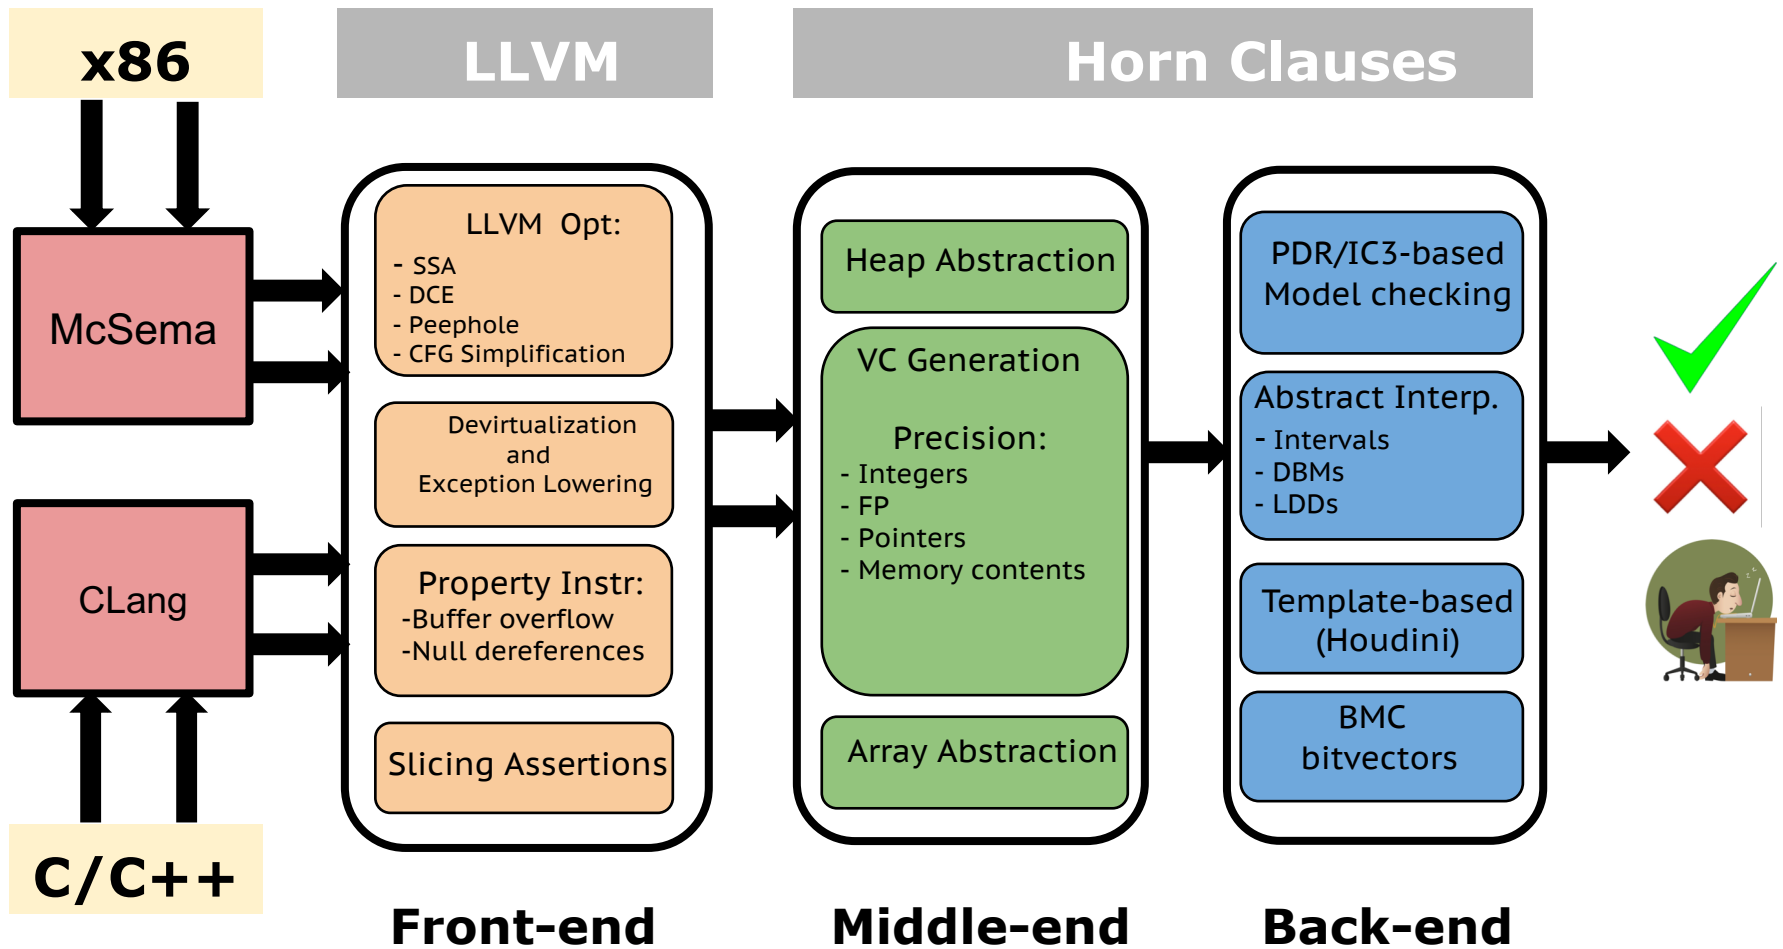 x86
LLVM
Horn Clauses
McSema
CLang
C/C++
LLVM Opt:
- SSA
- DCE
- Peephole
- CFG Simplification
Devirtualization
and
Exception Lowering
Property Instr:
-Buffer overflow
-Null dereferences
Slicing Assertions
Heap Abstraction
VC Generation
Precision:
- Integers
- FP
- Pointers
- Memory contents
Array Abstraction
PDR/IC3-based
Model checking
Abstract Interp.
- Intervals
- DBMs
- LDDs
Template-based
(Houdini)
BMC
bitvectors
Front-end
Middle-end
Back-end